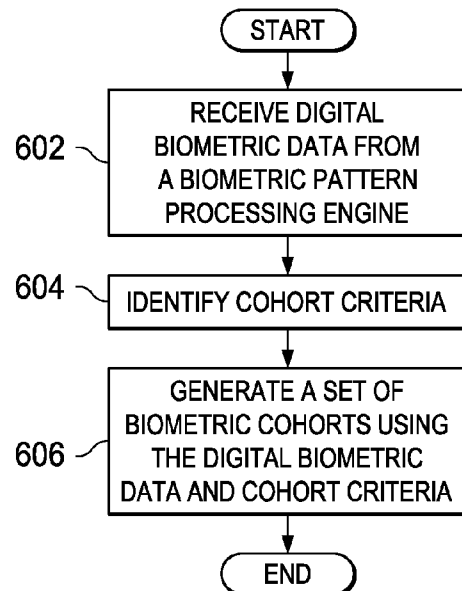 START
602
RECEIVE DIGITAL
BIOMETRIC DATA FROM
A BIOMETRIC PATTERN
PROCESSING ENGINE
604
IDENTIFY COHORT CRITERIA
606
GENERATE A SET OF
BIOMETRIC COHORTS USING
THE DIGITAL BIOMETRIC
DATA AND COHORT CRITERIA
END